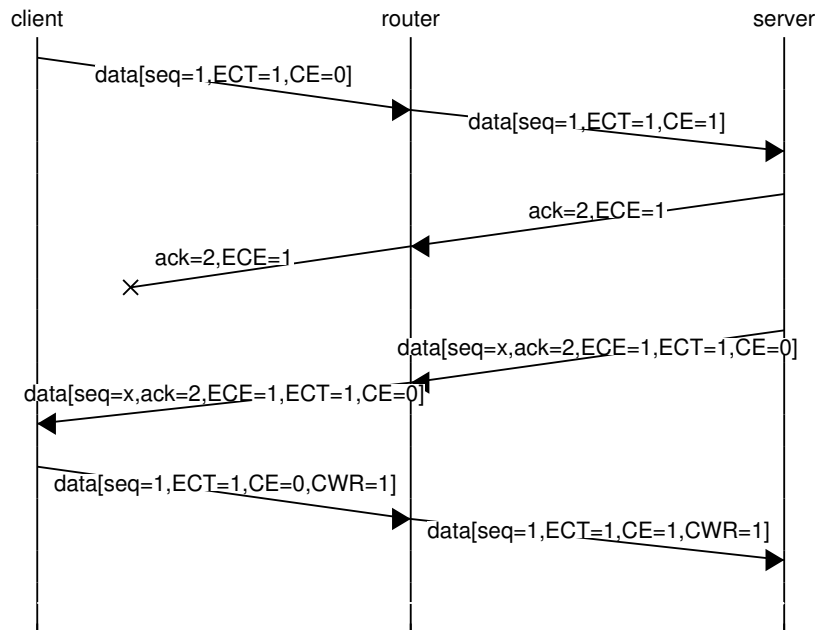 client router server
data[seq=1,ECT=1,CE=0]
data[seq=1,ECT=1,CE=1]
ack=2,ECE=1
ack=2,ECE=1
data[seq=x,ack=2,ECE=1,ECT=1,CE=0]
data[seq=x,ack=2,ECE=1,ECT=1,CE=0]
data[seq=1,ECT=1,CE=0,CWR=1]
data[seq=1,ECT=1,CE=1,CWR=1]